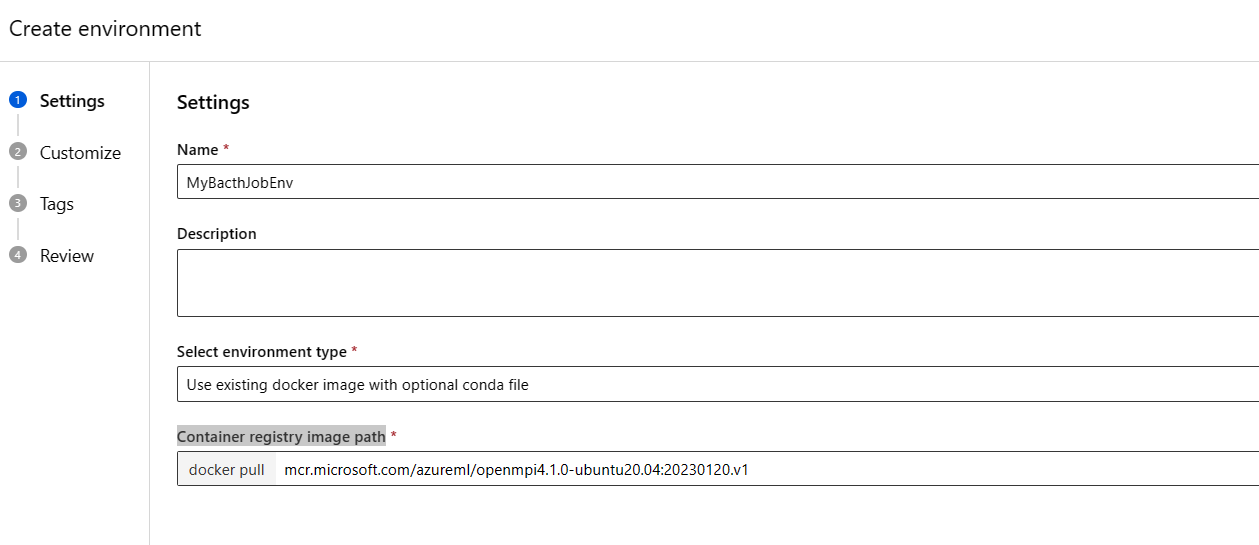 Create environment
1 Settings
2 Customize
3 Tags
4 Review
Settings
Name *
MyBacthJobEnv
Description
Select environment type *
Use existing docker image with optional conda file
Container registry image path *
docker pull mcr.microsoft.com/azureml/openmpi4.1.0-ubuntu20.04:20230120.v1